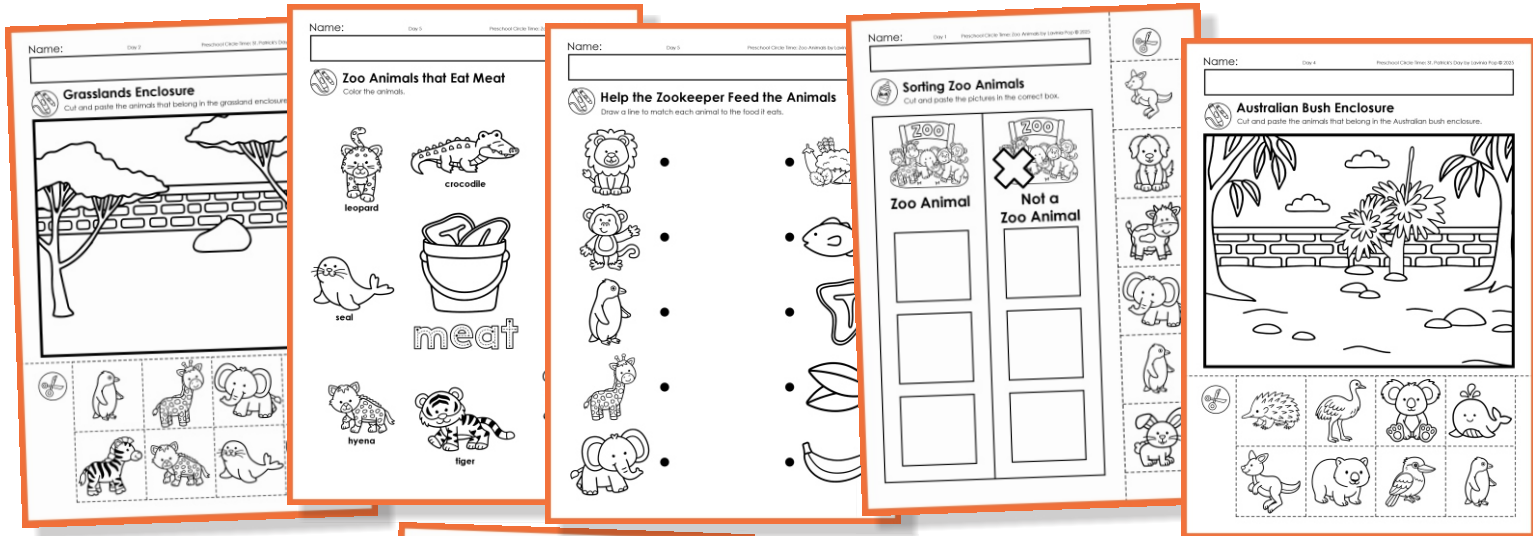 Name:
Day 2
Preschool Circle Time: St. Patrick's Day
Grasslands Enclosure
Cut and paste the animals that belong in the grassland enclosure
Name:
Day 5
Preschool Circle Time:
Zoo Animals that Eat Meat
Color the animals.
leopard
crocodile
seal
meat
hyena
tiger
Name:
Day 3
Preschool Circle Time: Zoo Animals by
Help the Zookeeper Feed the Animals
Draw a line to match each animal to the food it eats.
Name:
Day 1
Preschool Circle Time: Zoo Animals by Lavinia Pop © 2025
Sorting Zoo Animals
Cut and paste the pictures in the correct box.
ZOO
ZOO
Zoo Animal
Not a
Zoo Animal
Name:
Day 4
Preschool Circle Time: St. Patrick's Day by Lavinia Pop © 2025
Australian Bush Enclosure
Cut and paste the animals that belong in the Australian bush enclosure.